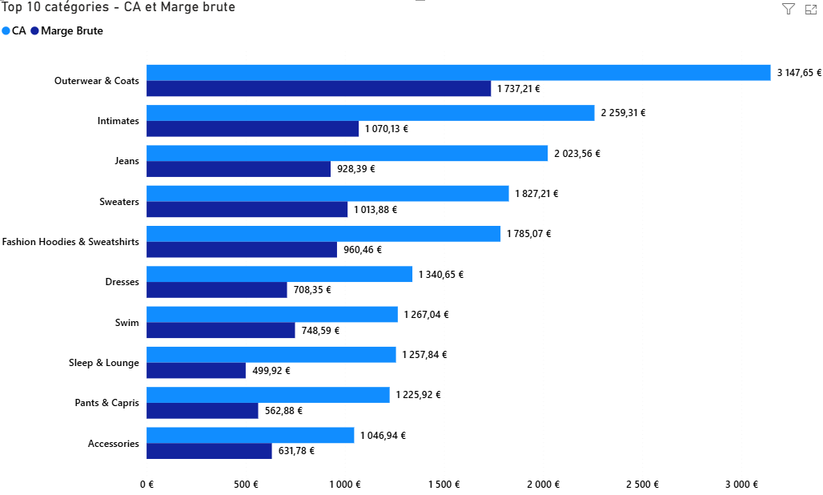 Top 10 catégories - CA et Marge brute
CA Marge Brute
Outerwear & Coats 3 147,65 €
1 737,21 €
Intimates 2 259,31 €
1 070,13 €
Jeans 2 023,56 €
928,39 €
Sweaters 1 827,21 €
1 013,88 €
Fashion Hoodies & Sweatshirts 1 785,07 €
960,46 €
Dresses 1 340,65 €
708,35 €
Swim 1 267,04 €
748,59 €
Sleep & Lounge 1 257,84 €
499,92 €
Pants & Capris 1 225,92 €
562,88 €
Accessories 1 046,94 €
631,78 €
0 € 500 € 1 000 € 1 500 € 2 000 € 2 500 € 3 000 €